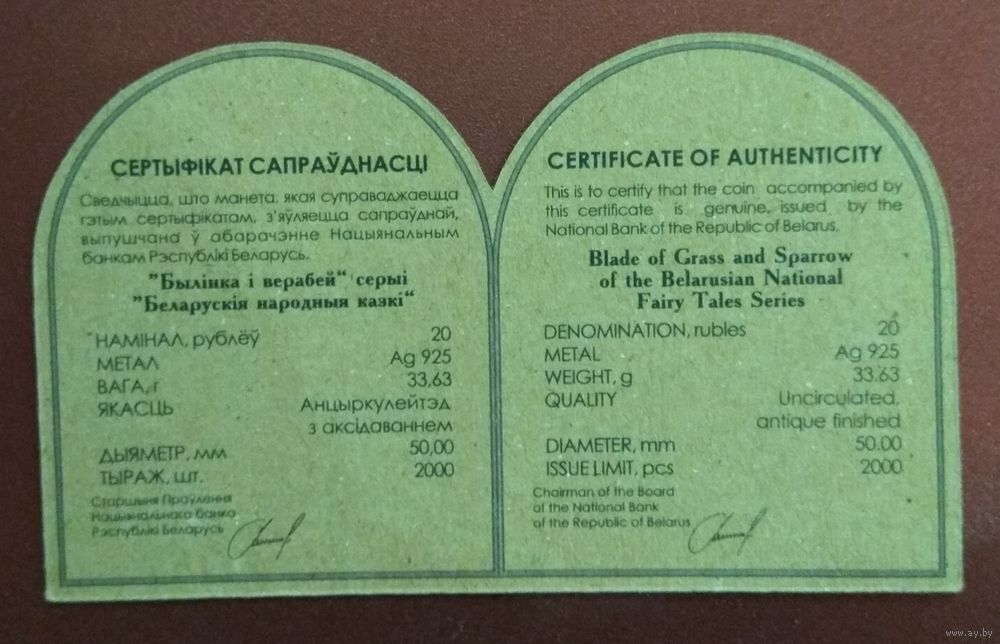 СЕРТЫФІКАТ САПРАЎДНАСЦІ
Сведчыцца, што манета, якая суправаджаецца
гэтым сертыфікатам, з'яўляецца сапраўднай,
выпушчана ў абарачэнне Нацыянальным
банкам Рэспублікі Беларусь.
"Былінка і верабей" серыі
"Беларускія народныя казкі"
НАМІНАЛ, рублёў 20
МЕТАЛ Ag 925
ВАГА, г 33,63
ЯКАСЦЬ Анцыркулейтэд
з аксідаваннем
ДЫЯМЕТР, мм 50,00
ТЫРАЖ, шт. 2000
Старшыня Праўлення
Нацыянальнага банка
Рэспублікі Беларусь
CERTIFICATE OF AUTHENTICITY
This is to certify that the coin accompanied by
this certificate is genuine, issued by the
National Bank of the Republic of Belarus.
Blade of Grass and Sparrow
of the Belarusian National
Fairy Tales Series
DENOMINATION, rubles 20
METAL Ag 925
WEIGHT, g 33.63
QUALITY Uncirculated,
antique finished
DIAMETER, mm 50.00
ISSUE LIMIT, pcs 2000
Chairman of the Board
of the National Bank
of the Republic of Belarus
www.ay.by